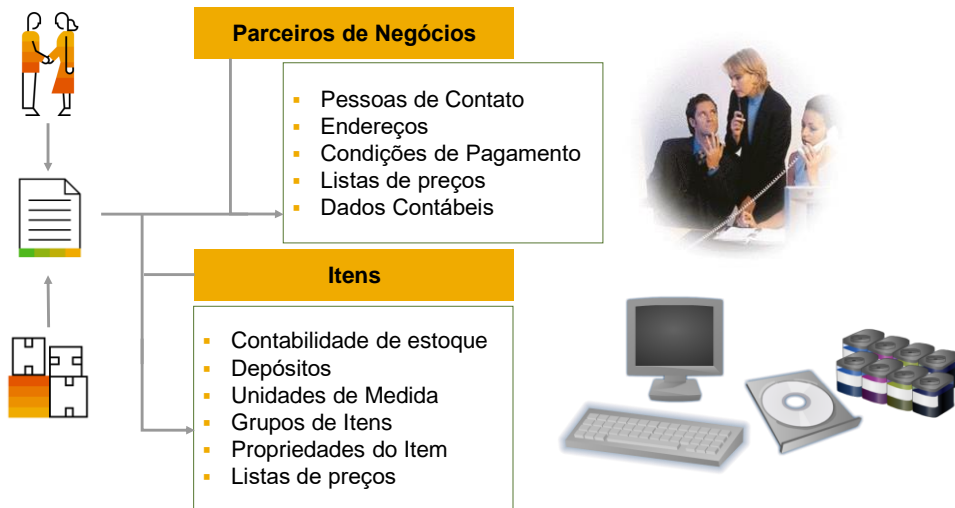 Parceiros de Negócios
▪ Pessoas de Contato
▪ Endereços
▪ Condições de Pagamento
▪ Listas de preços
▪ Dados Contábeis
Itens
▪ Contabilidade de estoque
▪ Depósitos
▪ Unidades de Medida
▪ Grupos de Itens
▪ Propriedades do Item
▪ Listas de preços